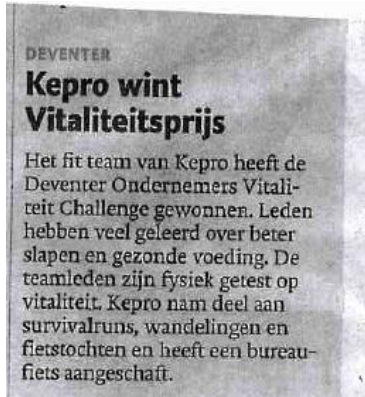 DEVENTER
Kepro wint
Vitaliteitsprijs
Het fit team van Kepro heeft de
Deventer Ondernemers Vitali-
teit Challenge gewonnen. Leden
hebben veel geleerd over beter
slapen en gezonde voeding. De
teamleden zijn fysiek getest op
vitaliteit. Kepro nam deel aan
survivalruns, wandelingen en
fietstochten en heeft een bureau-
fiets aangeschaft.